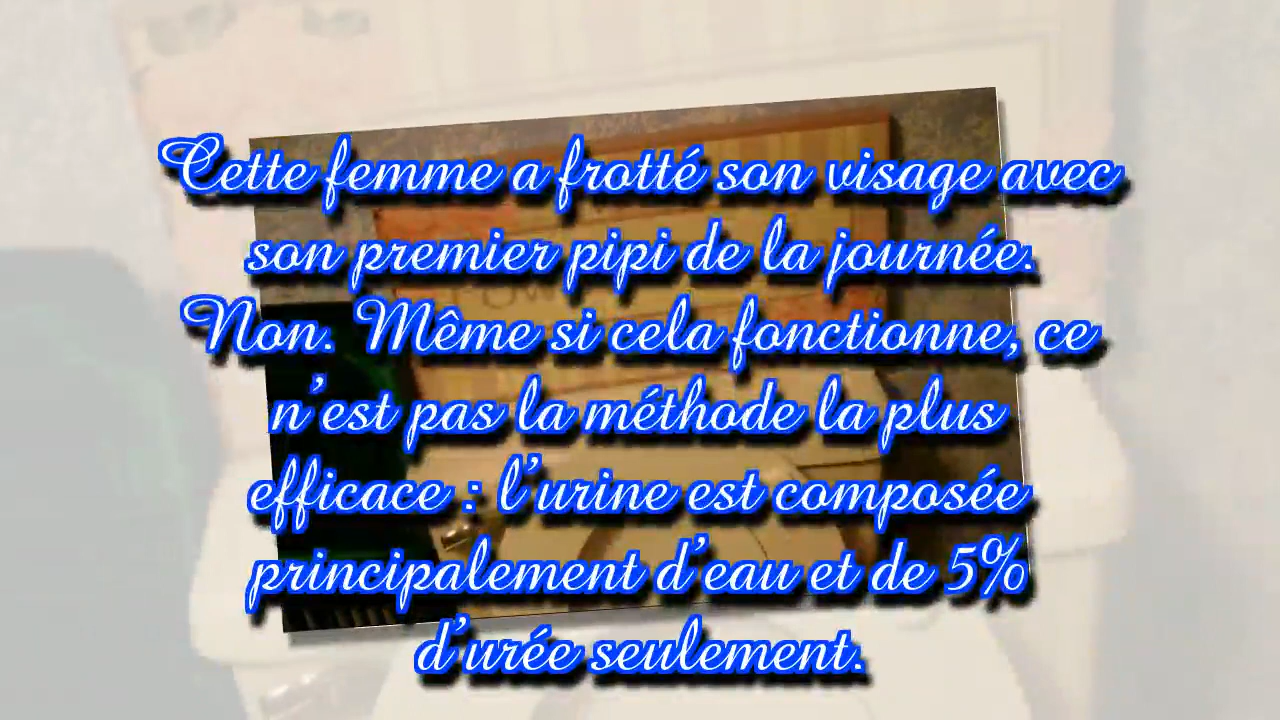 Cette femme a frotté son visage avec
son premier pipi de la journée.
Non. Même si cela fonctionne, ce
n'est pas la méthode la plus
efficace : l'urine est composée
principalement d'eau et de 5%
d'urée seulement.